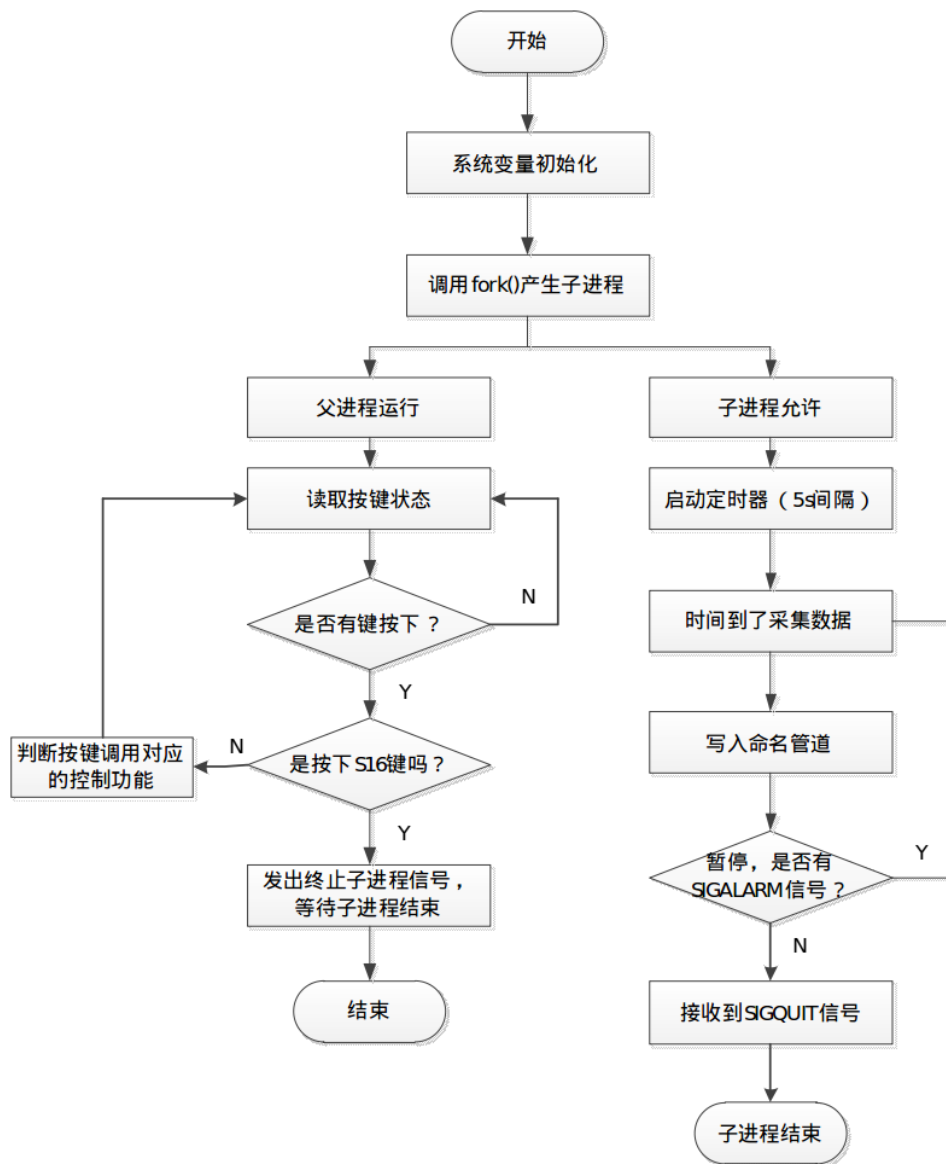 开始
系统变量初始化
调用fork()产生子进程
父进程运行
子进程允许
读取按键状态
启动定时器（5s间隔）
是否有键按下？
N
时间到了采集数据
Y
写入命名管道
判断按键调用对应
的控制功能
N
是按下S16键吗？
Y
暂停，是否有
SIGALARM信号？
Y
发出终止子进程信号，
等待子进程结束
N
结束
接收到SIGQUIT信号
子进程结束